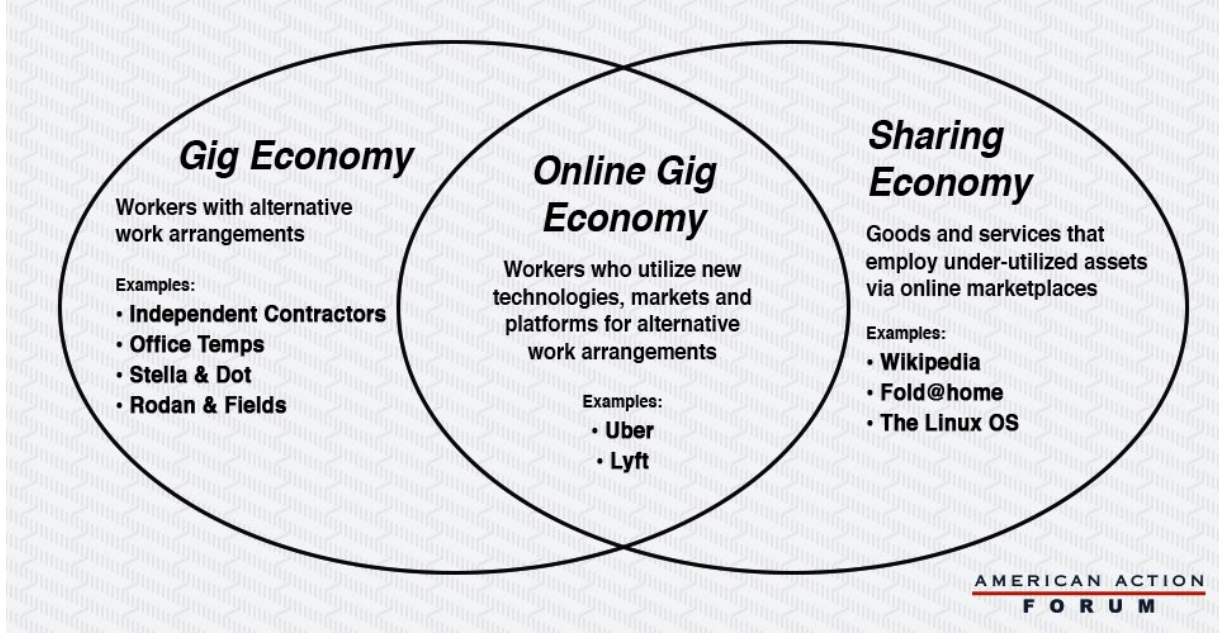 Gig Economy
Workers with alternative
work arrangements
Examples:
• Independent Contractors
• Office Temps
• Stella & Dot
• Rodan & Fields
Online Gig
Economy
Workers who utilize new
technologies, markets and
platforms for alternative
work arrangements
Examples:
• Uber
• Lyft
Sharing
Economy
Goods and services that
employ under-utilized assets
via online marketplaces
Examples:
• Wikipedia
• Fold@home
• The Linux OS
AMERICAN ACTION
FORUM